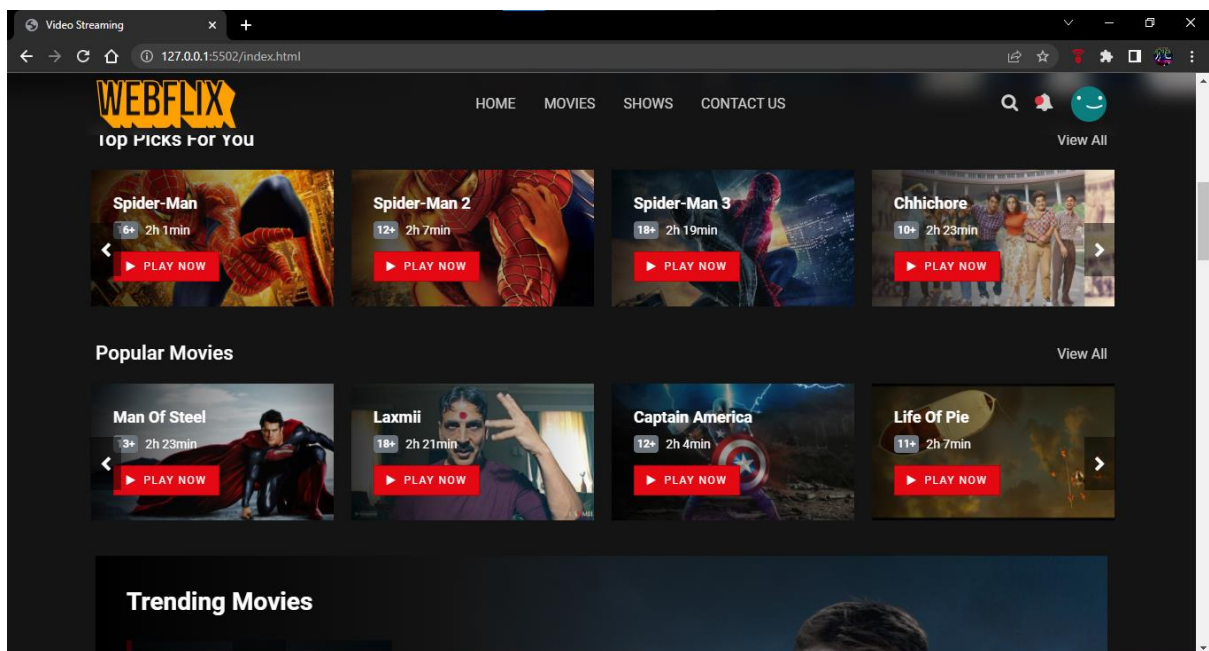 Video Streaming
127.0.0.1:5502/index.html
WEBFLIX
HOME MOVIES SHOWS CONTACT US
Top Picks For You
View All
Spider-Man
6+ 2h 1min
PLAY NOW
Spider-Man 2
12+ 2h 7min
PLAY NOW
Spider-Man 3
18+ 2h 19min
PLAY NOW
Chhichore
10+ 2h 23min
PLAY NOW
Popular Movies
View All
Man Of Steel
13+ 2h 23min
PLAY NOW
Laxmii
18+ 2h 21min
PLAY NOW
Captain America
12+ 2h 4min
PLAY NOW
Life Of Pie
11+ 2h 7min
PLAY NOW
Trending Movies